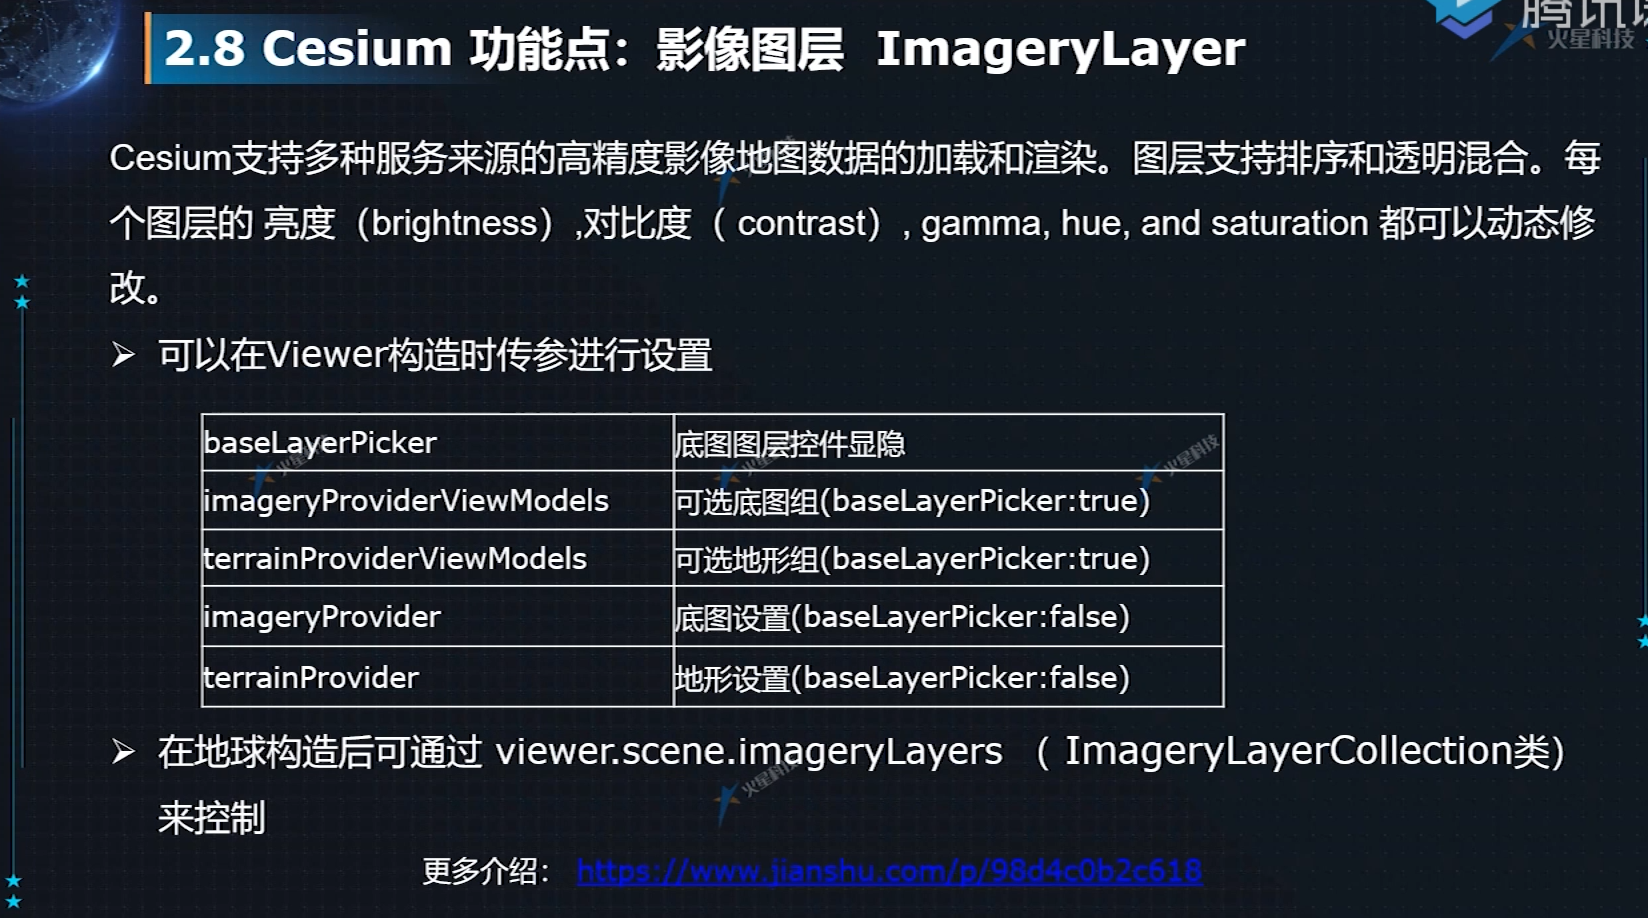 腾讯课
火星科技
2.8 Cesium 功能点：影像图层 ImageryLayer
Cesium支持多种服务来源的高精度影像地图数据的加载和渲染。图层支持排序和透明混合。每
个图层的 亮度（brightness）,对比度（ contrast）, gamma, hue, and saturation 都可以动态修
改。
➢ 可以在Viewer构造时传参进行设置
baseLayerPicker 底图图层控件显隐
imageryProviderViewModels 可选底图组(baseLayerPicker:true)
terrainProviderViewModels 可选地形组(baseLayerPicker:true)
imageryProvider 底图设置(baseLayerPicker:false)
terrainProvider 地形设置(baseLayerPicker:false)
➢ 在地球构造后可通过 viewer.scene.imageryLayers （ ImageryLayerCollection类)
来控制
更多介绍： https://www.jianshu.com/p/98d4c0b2c618
火星科技
火星科技